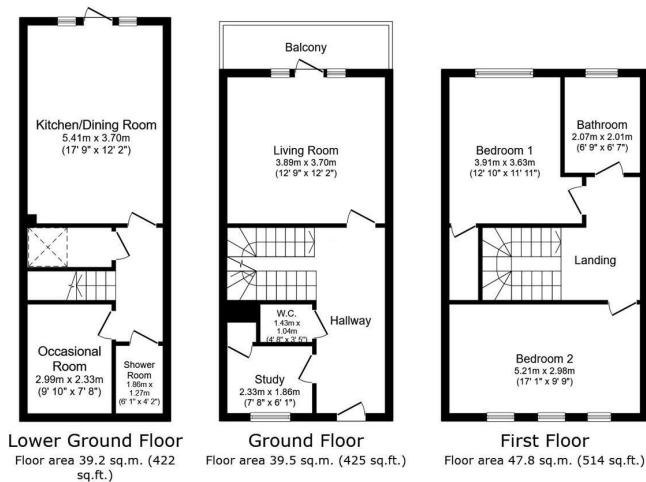 Kitchen/Dining Room
5.41m x 3.70m
(17' 9" x 12' 2")
Occasional
Room
2.99m x 2.33m
(9' 10" x 7' 8")
Shower
Room
1.86m x
1.27m
(6' 1" x 4' 2")
Lower Ground Floor
Floor area 39.2 sq.m. (422
sq.ft.)
Balcony
Living Room
3.89m x 3.70m
(12' 9" x 12' 2")
W.C.
1.43m x
1.04m
(4' 8" x 3' 5")
Hallway
Study
2.33m x 1.86m
(7' 8" x 6' 1")
Ground Floor
Floor area 39.5 sq.m. (425 sq.ft.)
Bedroom 1
3.91m x 3.63m
(12' 10" x 11' 11")
Bathroom
2.07m x 2.01m
(6' 9" x 6' 7")
Landing
Bedroom 2
5.21m x 2.98m
(17' 1" x 9' 9")
First Floor
Floor area 47.8 sq.m. (514 sq.ft.)